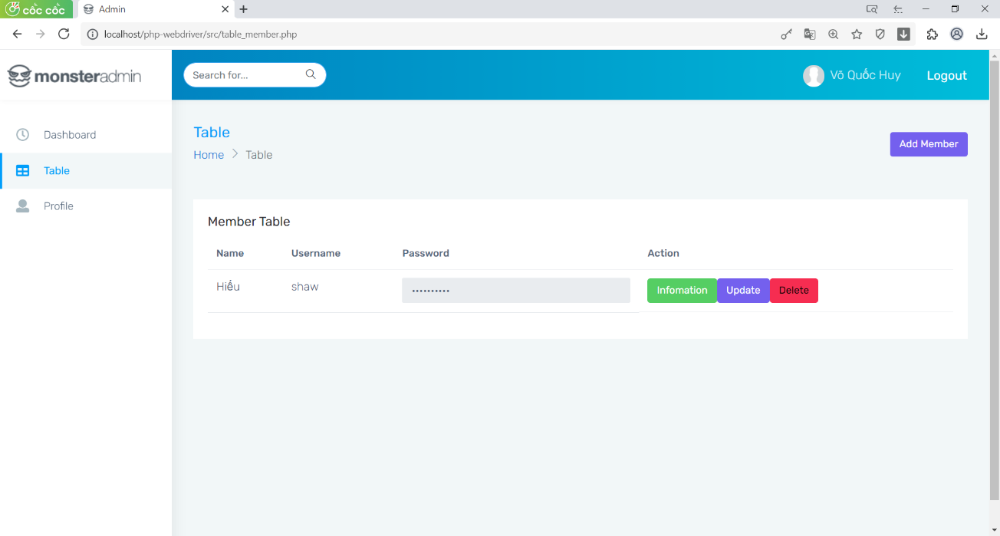 cốc cốc
Admin
localhost/php-webdriver/src/table_member.php
monsteradmin
Search for...
Võ Quốc Huy
Logout
Dashboard
Table
Profile
Table
Home > Table
Add Member
Member Table
Name Username Password Action
Hiếu shaw •••••••••• Infomation Update Delete